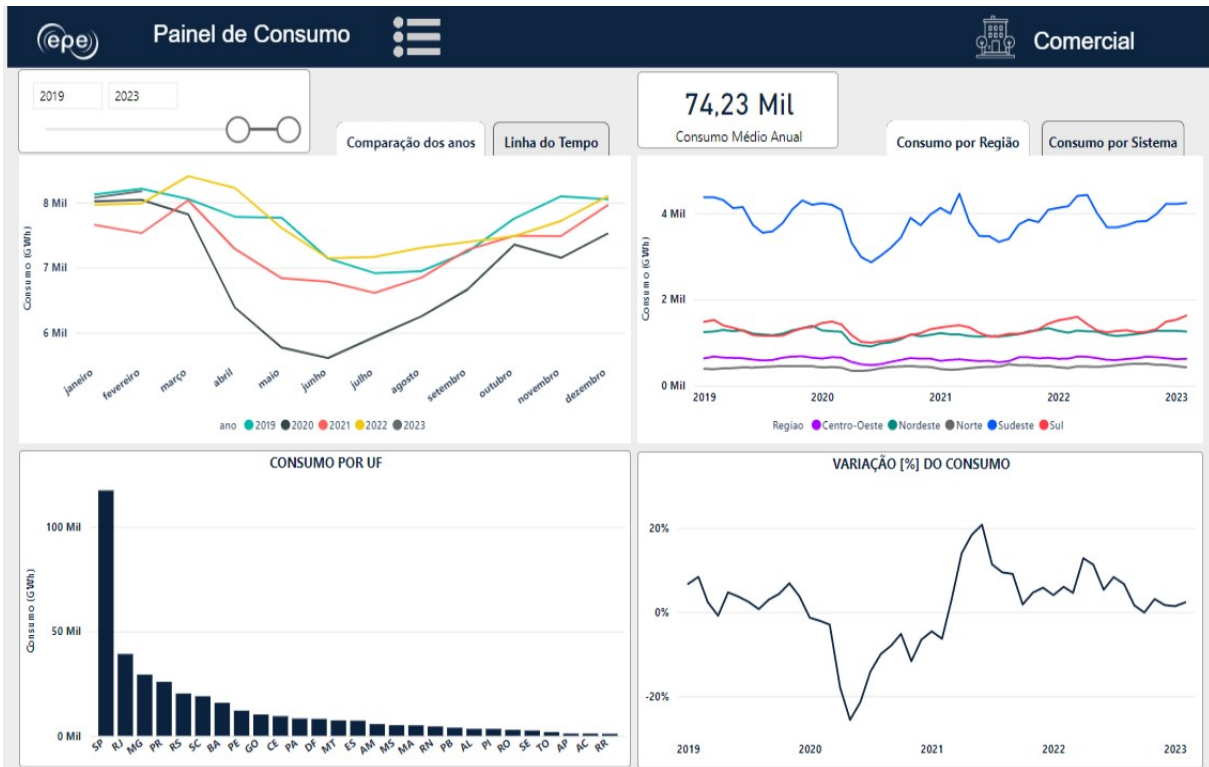 epe
Painel de Consumo
Comercial
2019 2023
Comparação dos anos
Linha do Tempo
74,23 Mil
Consumo Médio Anual
Consumo por Região
Consumo por Sistema
Consumo (GWh)
8 Mil
7 Mil
6 Mil
janeiro fevereiro março abril maio junho julho agosto setembro outubro novembro dezembro
ano 2019 2020 2021 2022 2023
Consumo (GWh)
4 Mil
2 Mil
0 Mil
2019 2020 2021 2022 2023
Regiao Centro-Oeste Nordeste Norte Sudeste Sul
CONSUMO POR UF
Consumo (GWh)
100 Mil
50 Mil
0 Mil
SP RJ MG PR RS SC BA PE GO CE PA DF MT ES AM MS MA RN PB AL PI RO SE TO AP AC RR
VARIAÇÃO [%] DO CONSUMO
20%
0%
-20%
2019 2020 2021 2022 2023